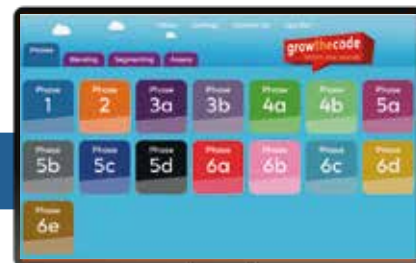 growthecode
Phases
Blending Segmenting Assess
Phase Phase Phase Phase Phase Phase Phase
1 2 3a 3b 4a 4b 5a
Phase Phase Phase Phase Phase Phase Phase
5b 5c 5d 6a 6b 6c 6d
Phase
6e